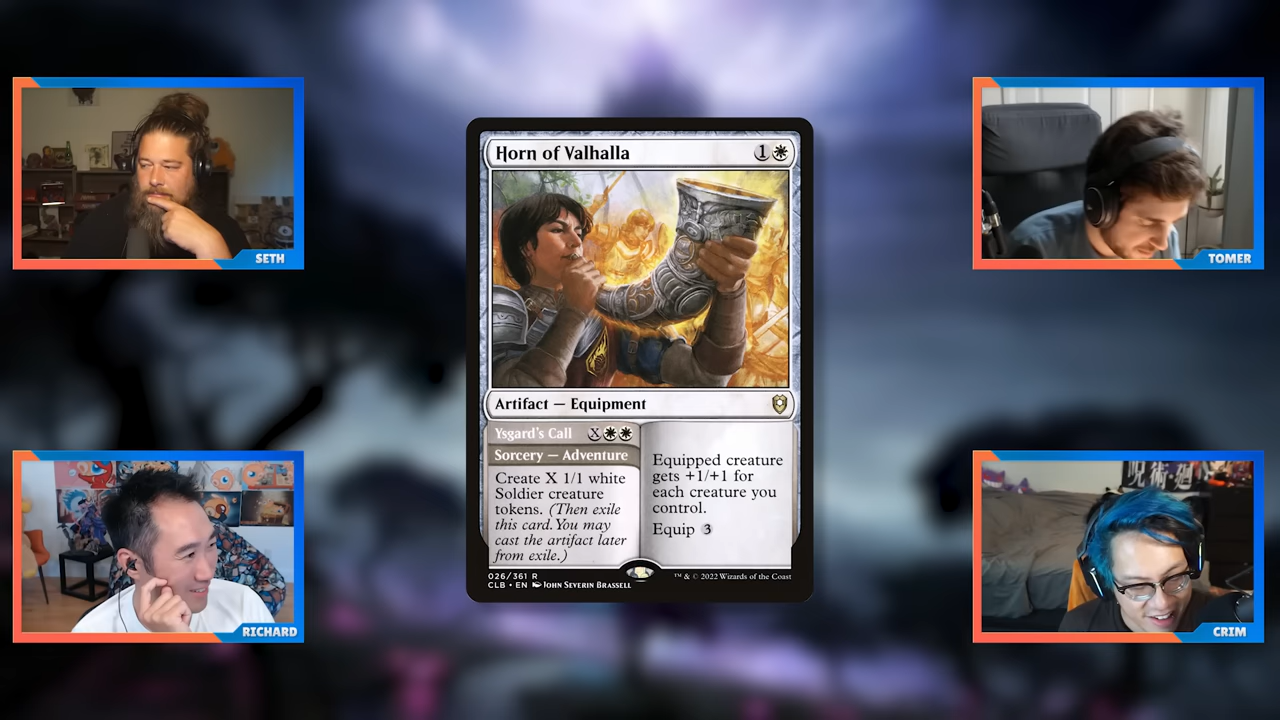 SETH
TOMER
Horn of Valhalla 1
Artifact — Equipment
Ysgard's Call X
Sorcery — Adventure
Create X 1/1 white
Soldier creature
tokens. (Then exile
this card. You may
cast the artifact later
from exile.)
Equipped creature
gets +1/+1 for
each creature you
control.
Equip 3
026/361 R
CLB • EN JOHN SEVERIN BRASSELL
™ & © 2022 Wizards of the Coast
RICHARD
呪術廻
CRIM